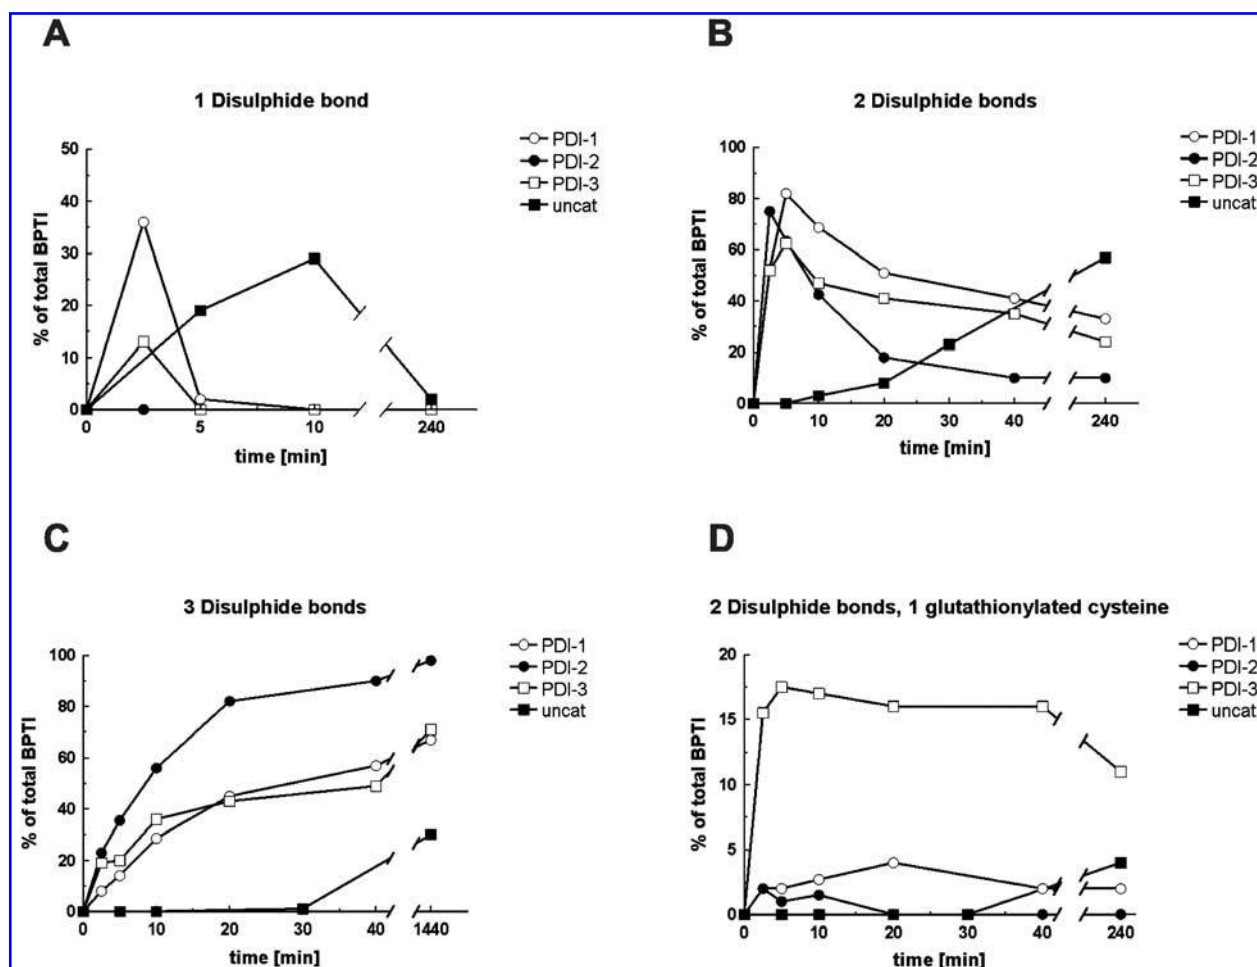 A
1 Disulphide bond
PDI-1
PDI-2
PDI-3
uncat
50
40
30
20
10
0
% of total BPTI
0 5 10 240
time [min]
B
2 Disulphide bonds
PDI-1
PDI-2
PDI-3
uncat
100
80
60
40
20
0
% of total BPTI
0 10 20 30 40 240
time [min]
C
3 Disulphide bonds
PDI-1
PDI-2
PDI-3
uncat
100
80
60
40
20
0
% of total BPTI
0 10 20 30 40 1440
time [min]
D
2 Disulphide bonds, 1 glutathionylated cysteine
PDI-1
PDI-2
PDI-3
uncat
20
15
10
5
0
% of total BPTI
0 10 20 30 40 240
time [min]